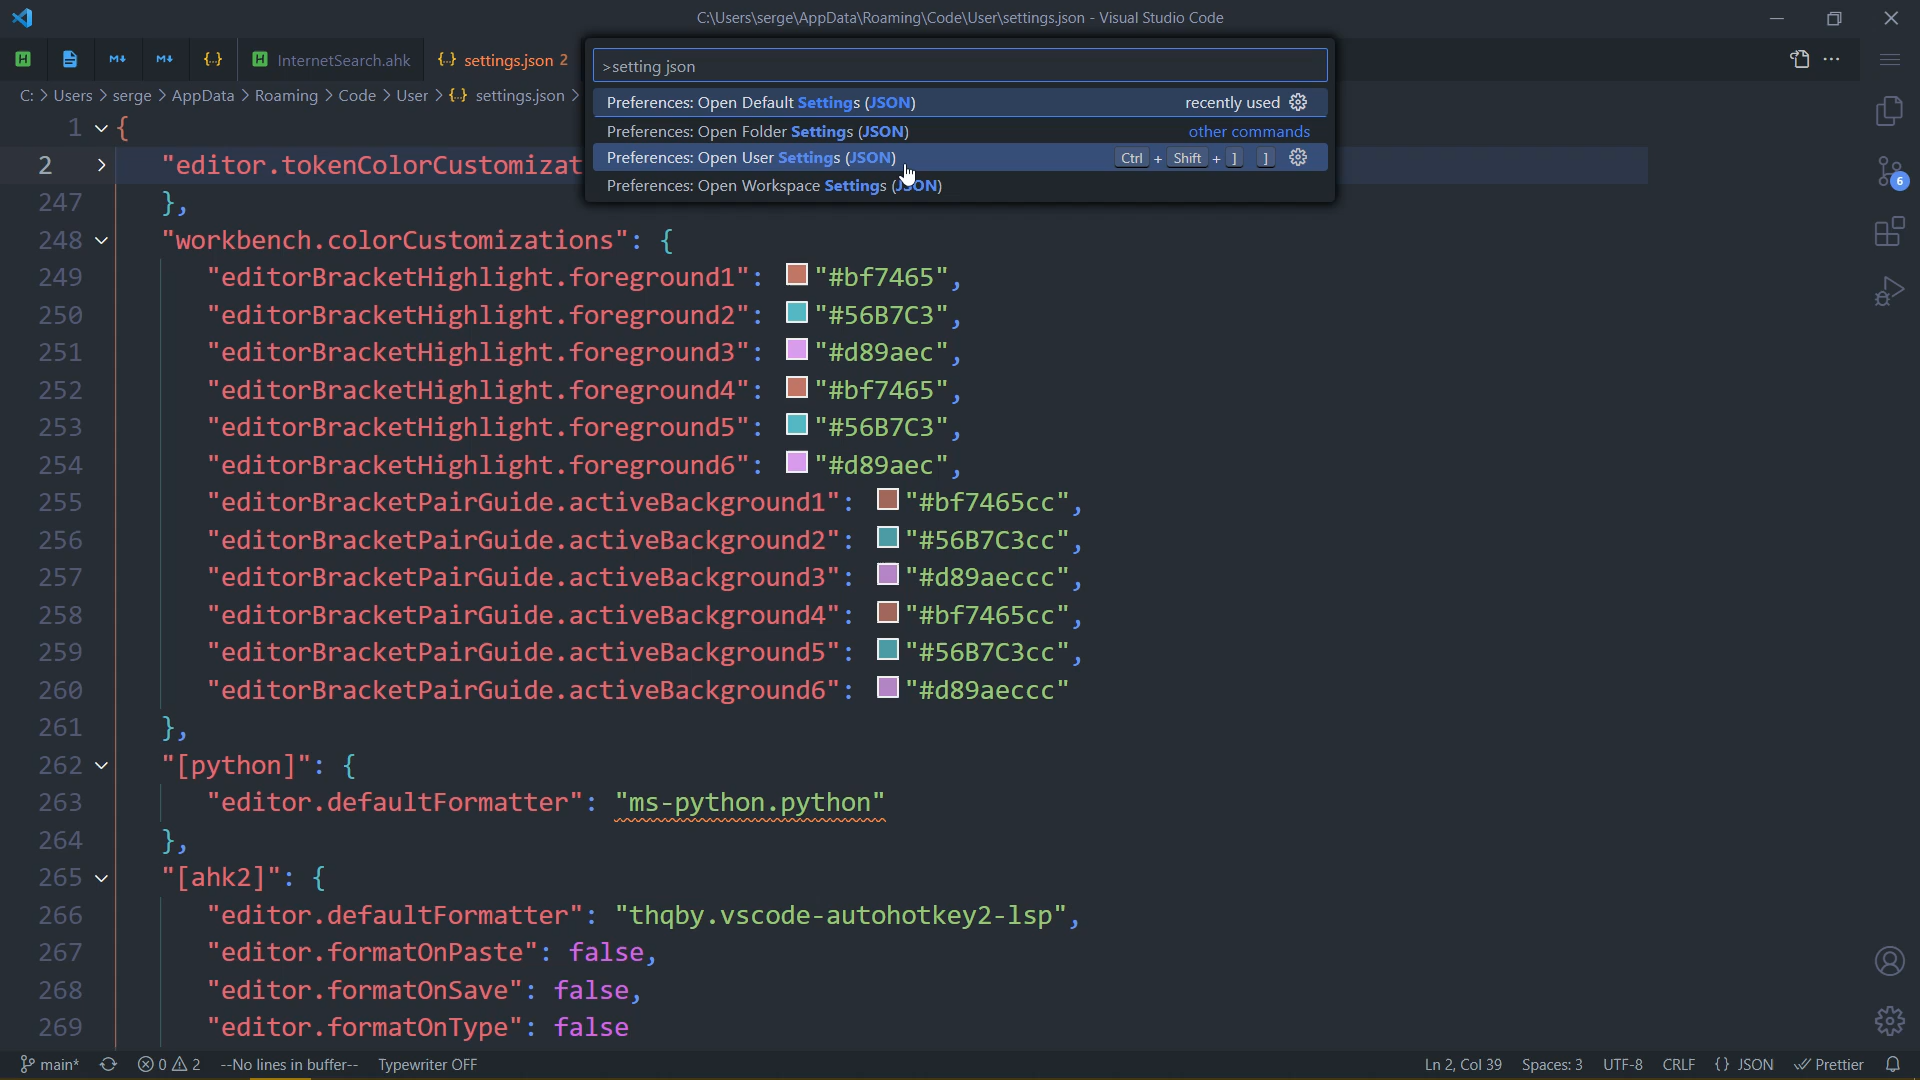 C:\Users\serge\AppData\Roaming\Code\User\settings.json - Visual Studio Code
InternetSearch.ahk
{} settings.json 2
>setting json
C: > Users > serge > AppData > Roaming > Code > User > {} settings.json >
Preferences: Open Default Settings (JSON) recently used
Preferences: Open Folder Settings (JSON) other commands
Preferences: Open User Settings (JSON) Ctrl + Shift + ] ]
Preferences: Open Workspace Settings (JSON)
1 {
2 "editor.tokenColorCustomizat
247 },
248 "workbench.colorCustomizations": {
249 "editorBracketHighlight.foreground1": "#bf7465",
250 "editorBracketHighlight.foreground2": "#56B7C3",
251 "editorBracketHighlight.foreground3": "#d89aec",
252 "editorBracketHighlight.foreground4": "#bf7465",
253 "editorBracketHighlight.foreground5": "#56B7C3",
254 "editorBracketHighlight.foreground6": "#d89aec",
255 "editorBracketPairGuide.activeBackground1": "#bf7465cc",
256 "editorBracketPairGuide.activeBackground2": "#56B7C3cc",
257 "editorBracketPairGuide.activeBackground3": "#d89aeccc",
258 "editorBracketPairGuide.activeBackground4": "#bf7465cc",
259 "editorBracketPairGuide.activeBackground5": "#56B7C3cc",
260 "editorBracketPairGuide.activeBackground6": "#d89aeccc"
261 },
262 "[python]": {
263 "editor.defaultFormatter": "ms-python.python"
264 },
265 "[ahk2]": {
266 "editor.defaultFormatter": "thqby.vscode-autohotkey2-lsp",
267 "editor.formatOnPaste": false,
268 "editor.formatOnSave": false,
269 "editor.formatOnType": false
6
main* 0 2 --No lines in buffer-- Typewriter OFF Ln 2, Col 39 Spaces: 3 UTF-8 CRLF {} JSON Prettier